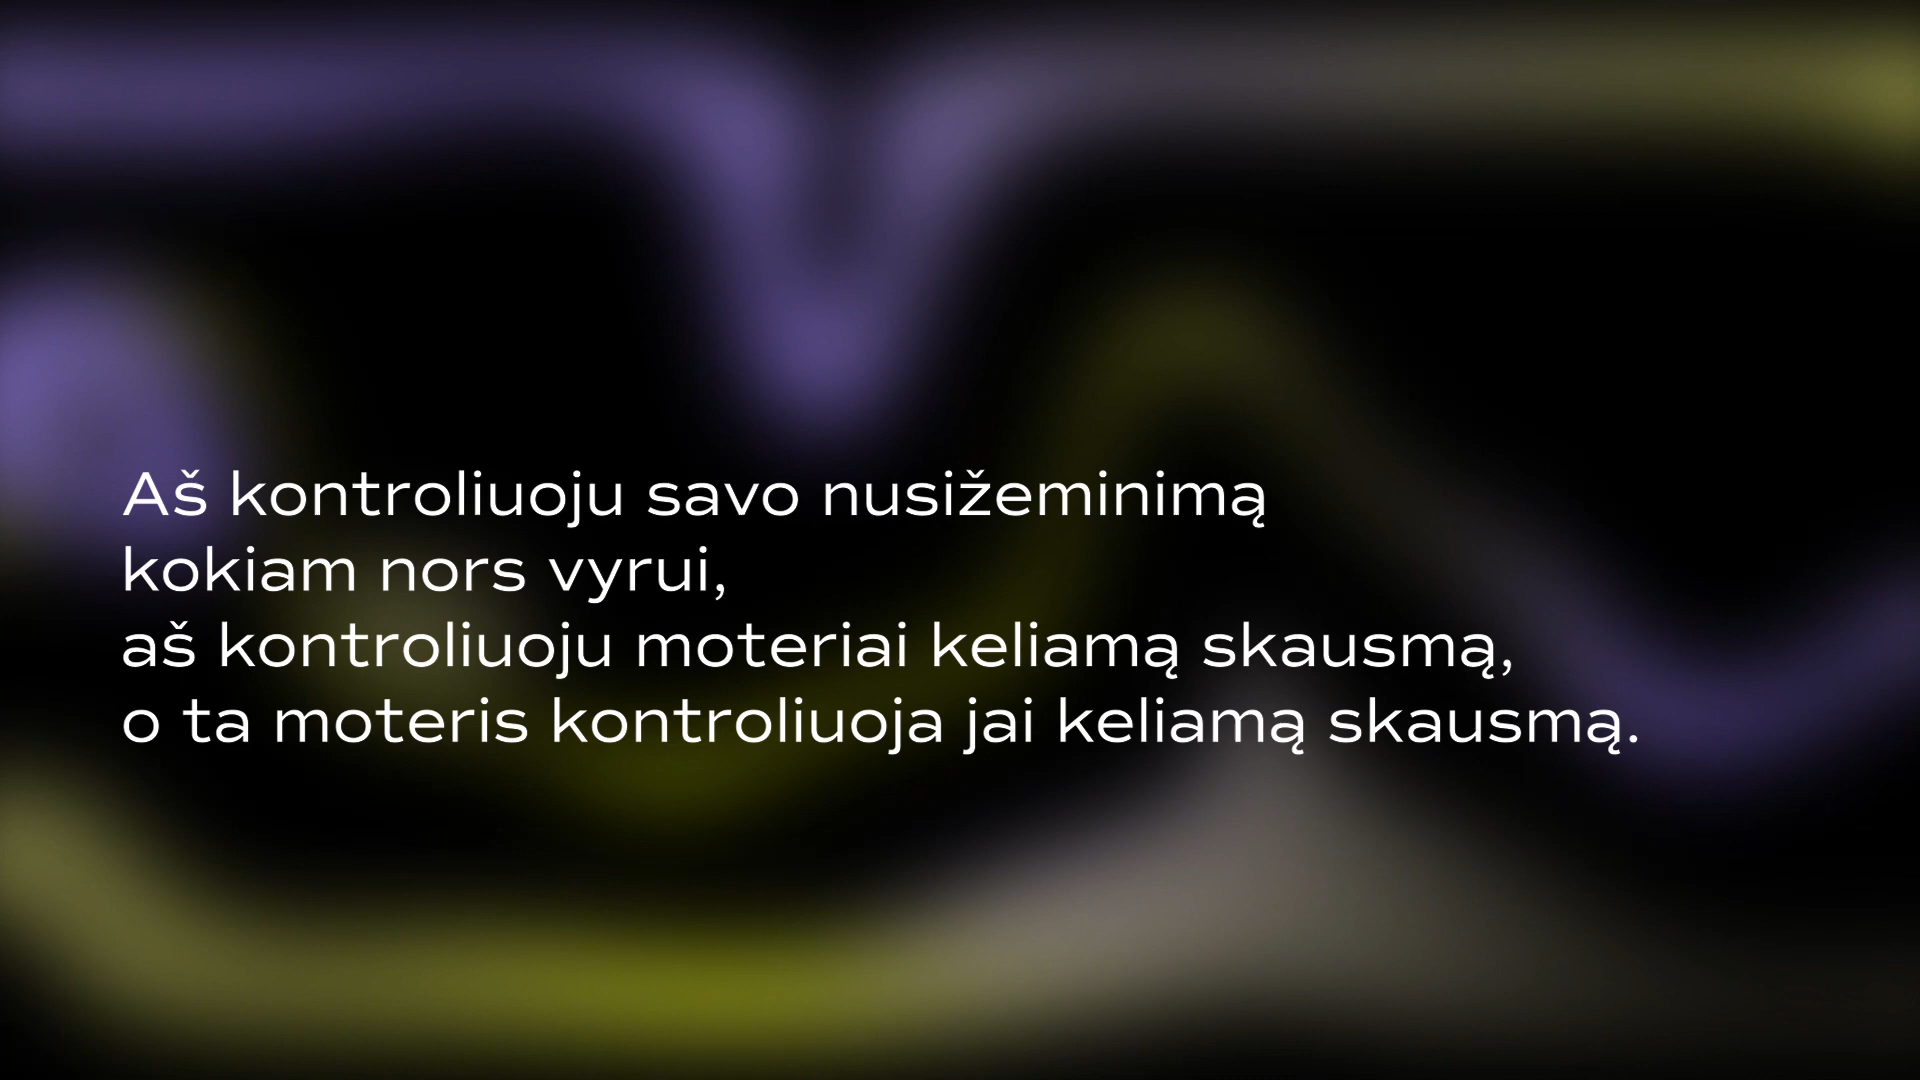 Aš kontroliuoju savo nusižeminimą
kokiam nors vyrui,
aš kontroliuoju moteriai keliamą skausmą,
o ta moteris kontroliuoja jai keliamą skausmą.